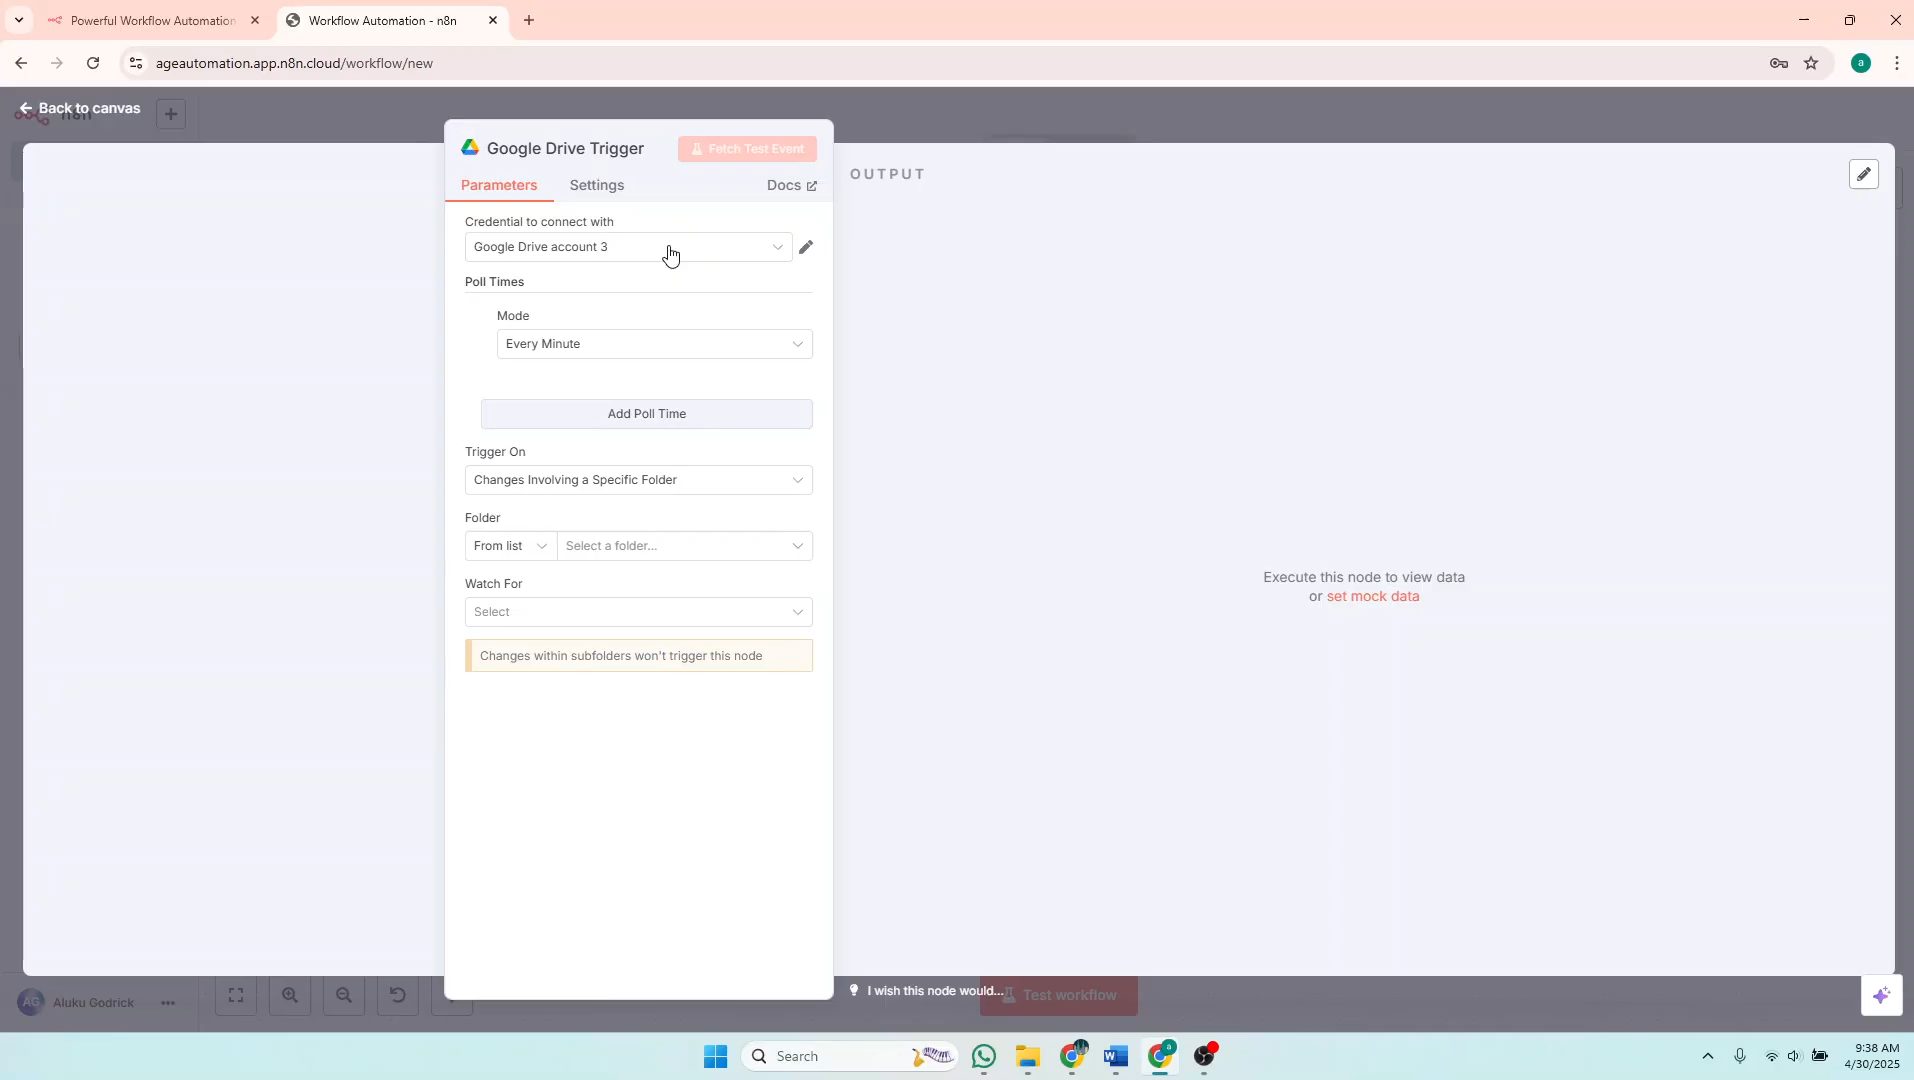 Powerful Workflow Automation
Workflow Automation - n8n
ageautomation.app.n8n.cloud/workflow/new
a
Back to canvas
n8n
Google Drive Trigger
Fetch Test Event
Parameters
Settings
Docs
OUTPUT
Credential to connect with
Google Drive account 3
Poll Times
Mode
Every Minute
Add Poll Time
Trigger On
Changes Involving a Specific Folder
Folder
From list
Select a folder...
Watch For
Select
Changes within subfolders won't trigger this node
Execute this node to view data
or set mock data
AG
Aluku Godrick
I wish this node would...
Test workflow
Search
a
9:38 AM
4/30/2025